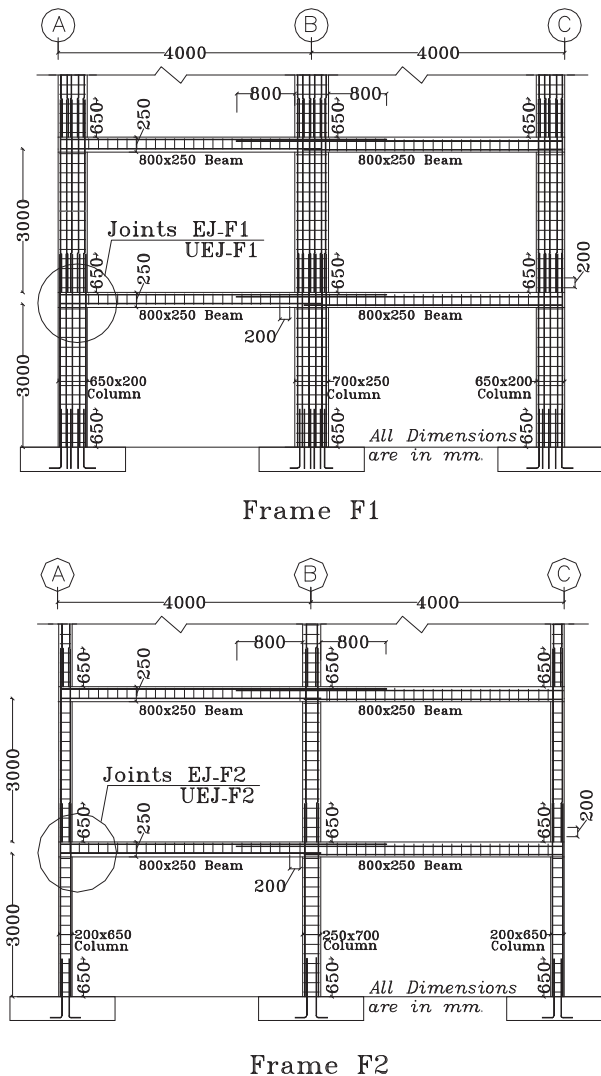 A B C
4000 4000
800 800
650 250 650 650
800x250 Beam 800x250 Beam
3000
Joints EJ-F1
UEJ-F1
650 250 650 650 200
800x250 Beam 800x250 Beam
200
3000
650x200 Column
700x250 Column
650x200 Column
650 650 650
All Dimensions
are in mm.
Frame F1
A B C
4000 4000
800 800
650 250 650 650
800x250 Beam 800x250 Beam
3000
Joints EJ-F2
UEJ-F2
650 250 650 650 200
800x250 Beam 800x250 Beam
200
3000
200x650 Column
250x700 Column
200x650 Column
650 650 650
All Dimensions
are in mm.
Frame F2